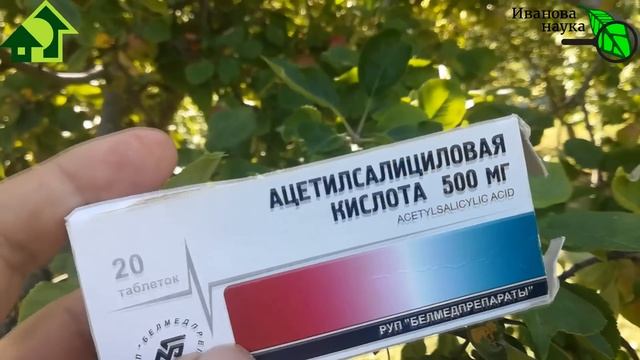 Иванова
наука
АЦЕТИЛСАЛИЦИЛОВАЯ
КИСЛОТА 500 МГ
ACETYLSALICYLIC ACID
20
таблеток
РУП "БЕЛМЕДПРЕПАРАТЫ"